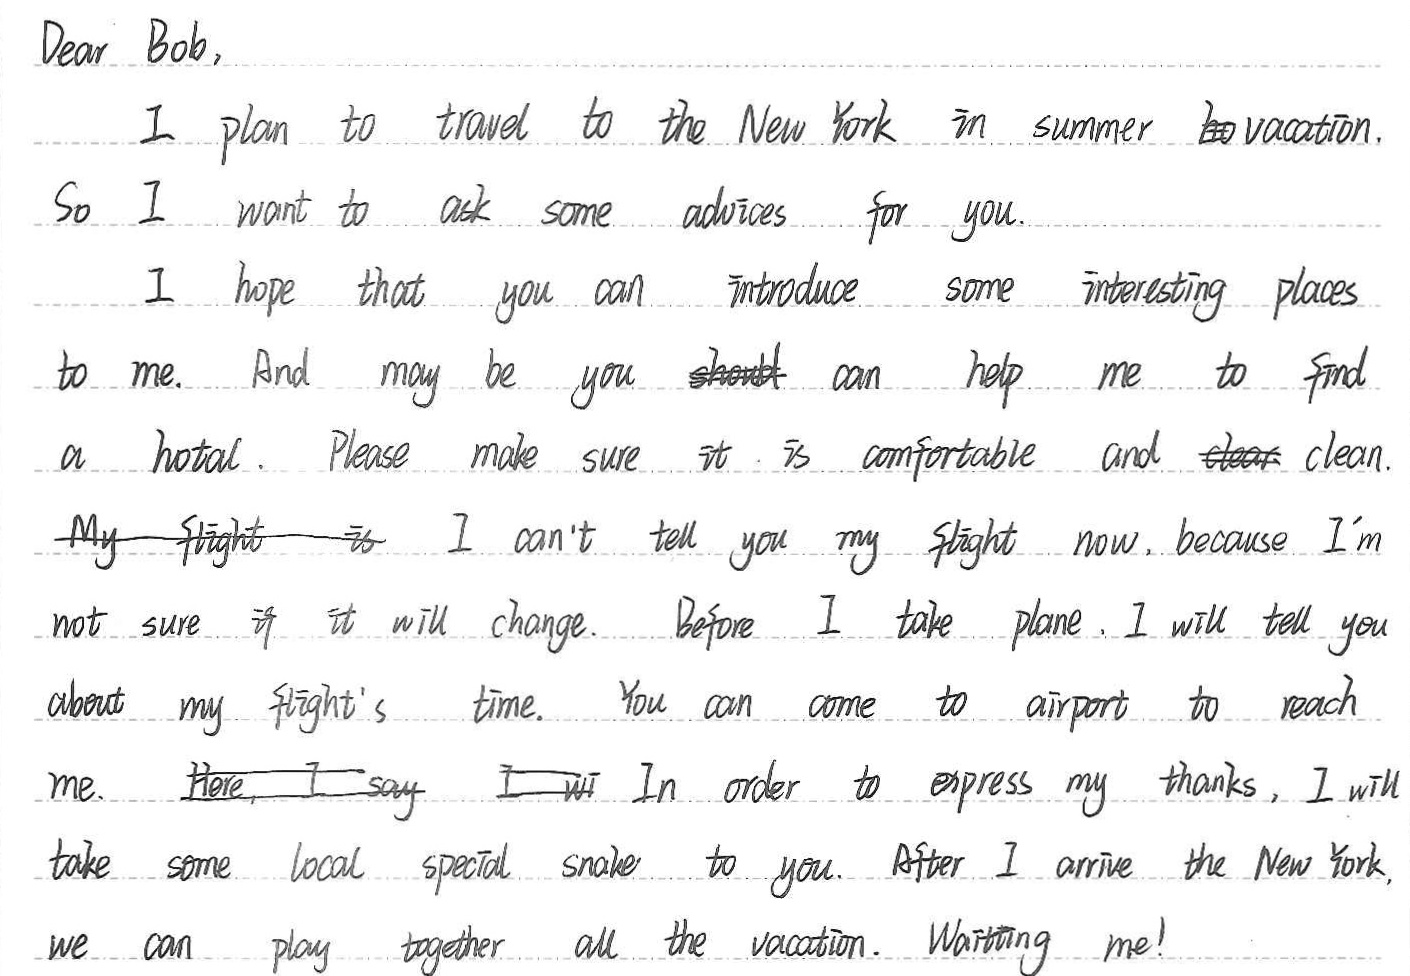 Dear Bob,
I plan to travel to the New York in summer vacation.
So I want to ask some advices for you.
I hope that you can introduce some interesting places
to me. And may be you can help me to find
a hotal. Please make sure it is comfortable and clean.
I can't tell you my flight now, because I'm
not sure if it will change. Before I take plane, I will tell you
about my flight's time. You can come to airport to reach
me. In order to express my thanks, I will
take some local special snake to you. After I arrive the New York,
we can play together all the vacation. Waitting me!